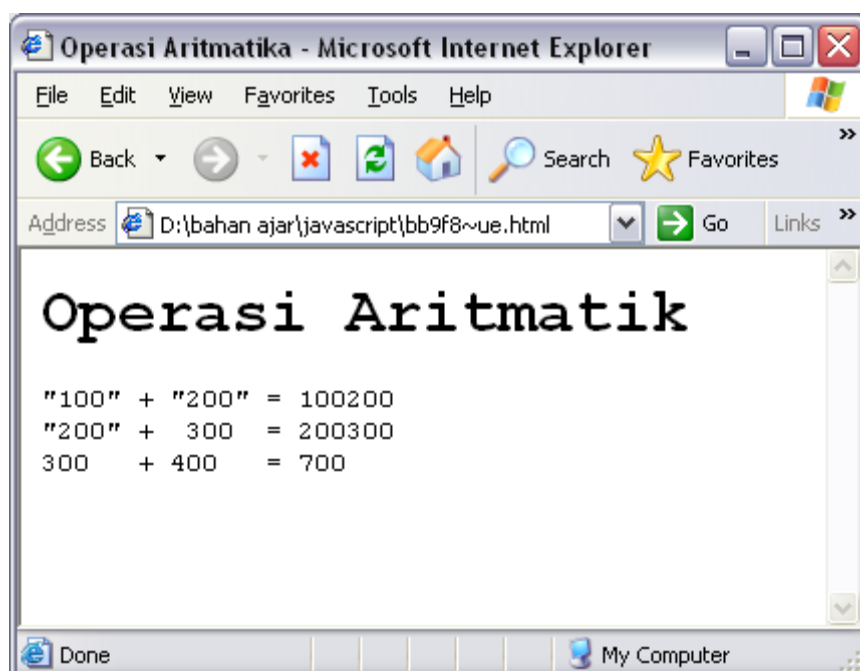 Operasi Aritmatika - Microsoft Internet Explorer
File Edit View Favorites Tools Help
Back Search Favorites »
Address D:\bahan ajar\javascript\bb9f8~ue.html Go Links »
Operasi Aritmatik
"100" + "200" = 100200
"200" +  300  = 200300
300   + 400   = 700
Done My Computer